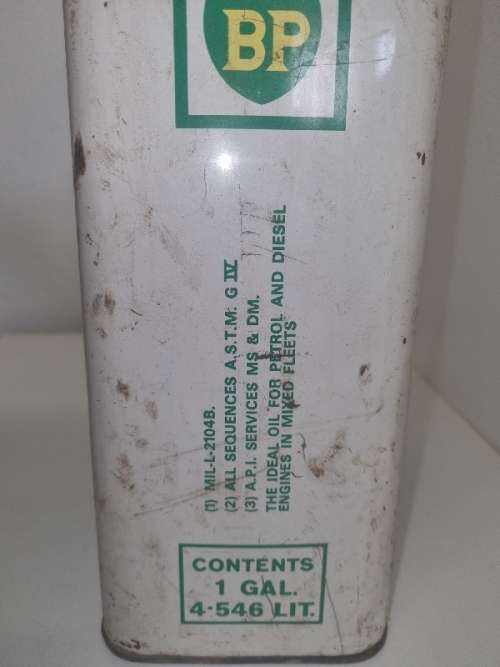 BP
(1) MIL-L-2104B.
(2) ALL SEQUENCES A.S.T.M. G IV
(3) A.P.I. SERVICES MS & DM.
THE IDEAL OIL FOR PETROL AND DIESEL
ENGINES IN MIXED FLEETS
CONTENTS
1 GAL.
4·546 LIT.